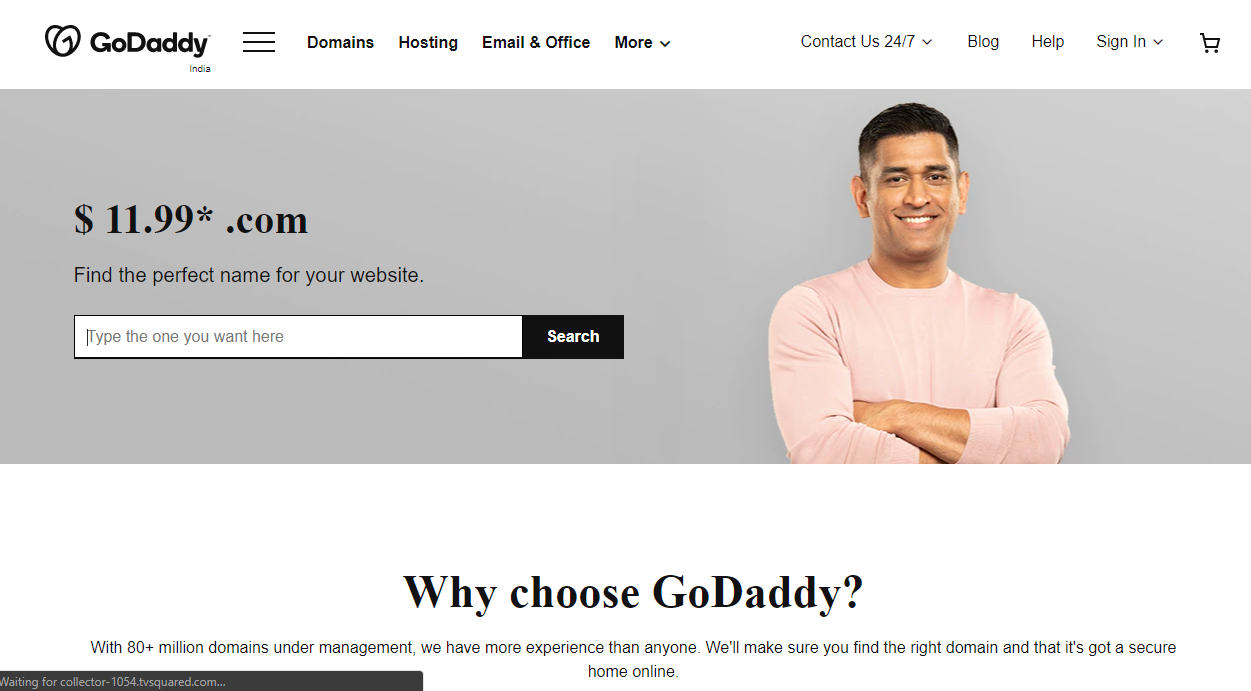 GoDaddy
India
Domains
Hosting
Email & Office
More
Contact Us 24/7
Blog
Help
Sign In
$ 11.99* .com
Find the perfect name for your website.
Type the one you want here
Search
Why choose GoDaddy?
With 80+ million domains under management, we have more experience than anyone. We'll make sure you find the right domain and that it's got a secure
home online.
Waiting for collector-1054.tvsquared.com...